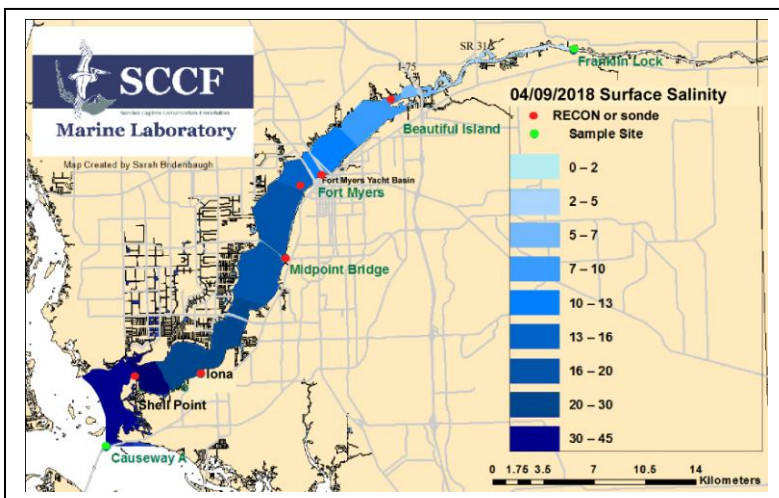 SCCF
Marine Laboratory
Map Created by Sarah Bridenbaugh
I-75
SR 31
Franklin Lock
Beautiful Island
Fort Myers Yacht Basin
Fort Myers
Midpoint Bridge
Iona
Shell Point
Causeway A
04/09/2018 Surface Salinity
RECON or sonde
Sample Site
0 – 2
2 – 5
5 – 7
7 – 10
10 – 13
13 – 16
16 – 20
20 – 30
30 – 45
0 1.75 3.5 7 10.5 14
Kilometers